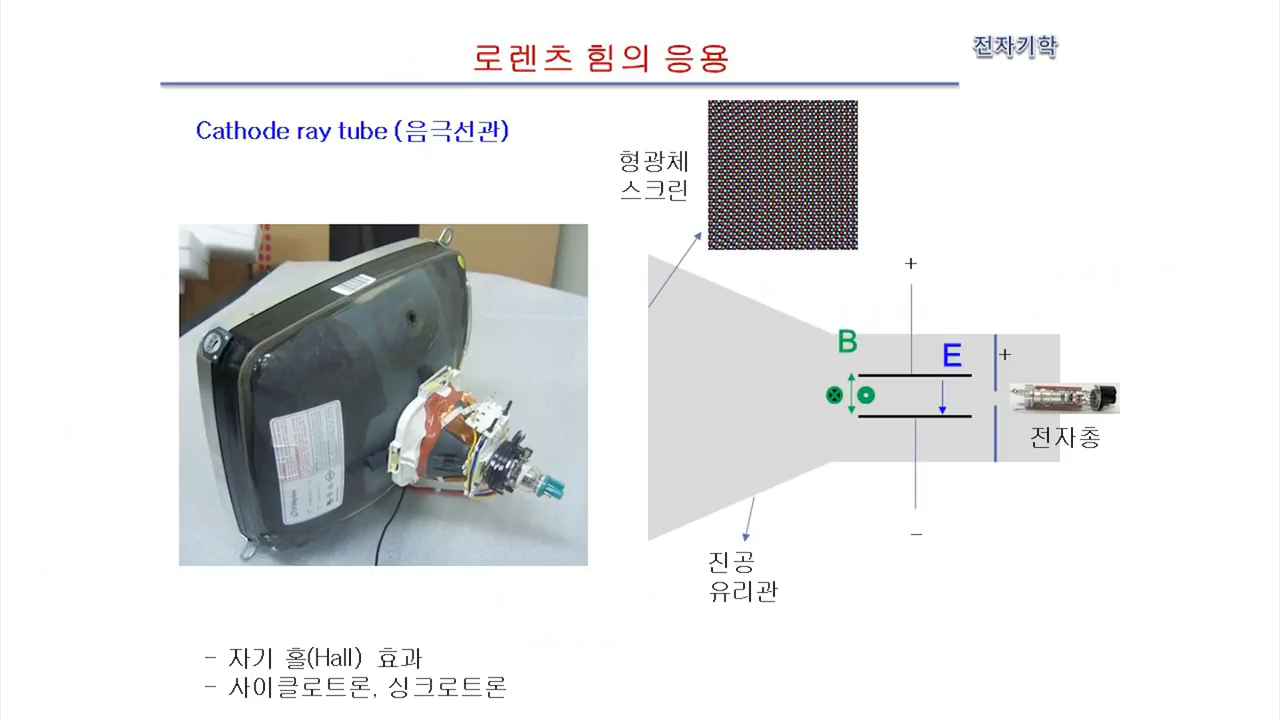 로렌츠 힘의 응용
전자기학
Cathode ray tube (음극선관)
형광체
스크린
+
B
E
+
전자총
−
진공
유리관
- 자기 홀(Hall) 효과
- 사이클로트론, 싱크로트론